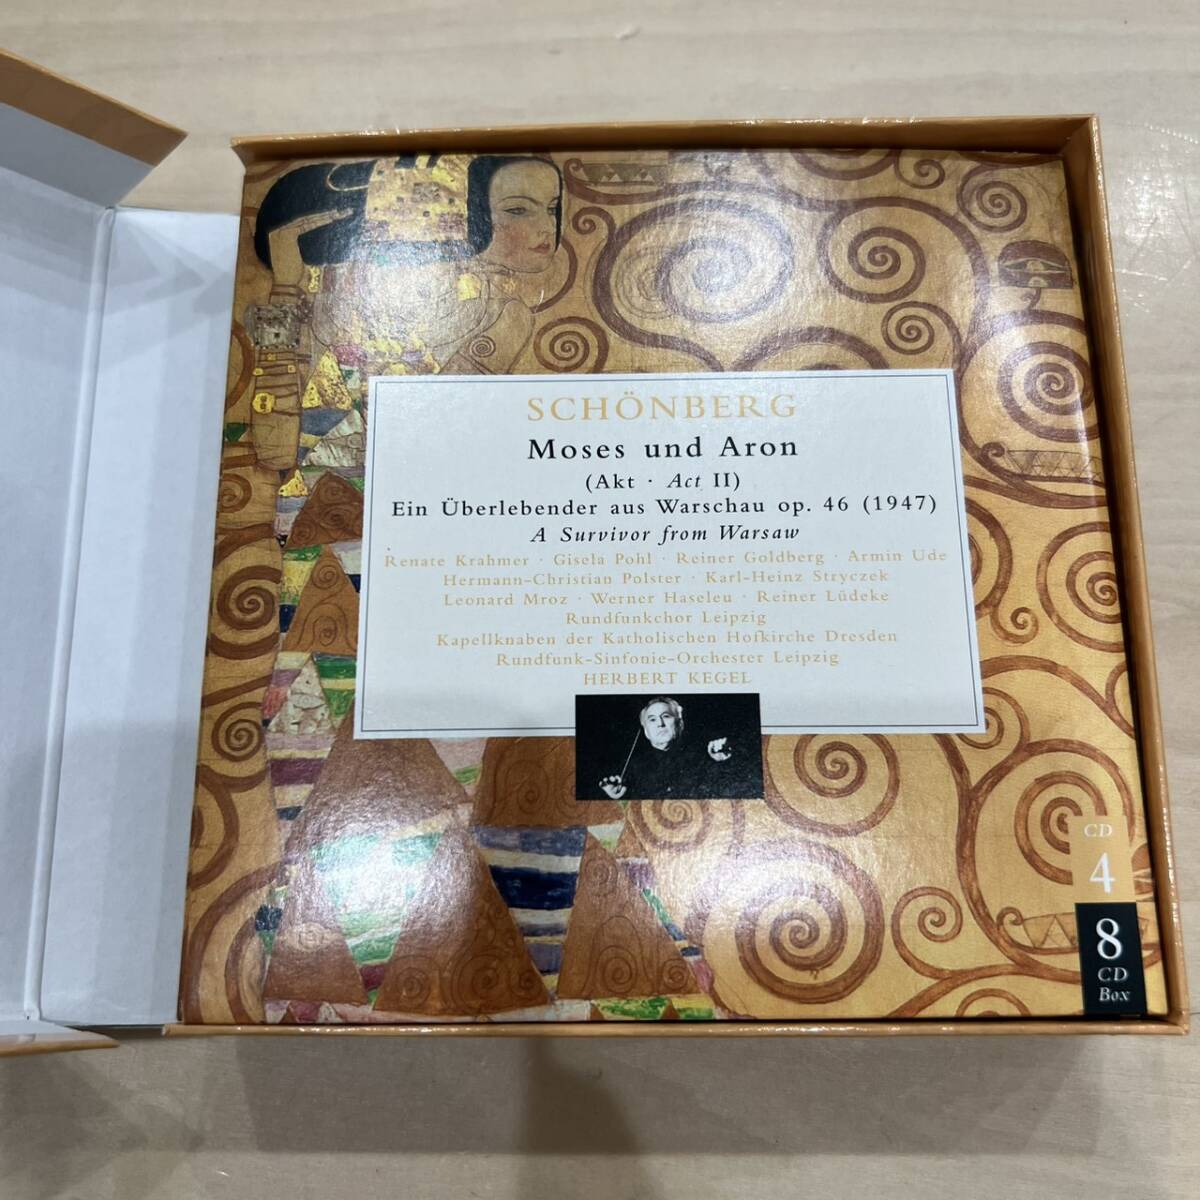 SCHÖNBERG
Moses und Aron
(Akt · Act II)
Ein Überlebender aus Warschau op. 46 (1947)
A Survivor from Warsaw
Renate Krahmer · Gisela Pohl · Reiner Goldberg · Armin Ude
Hermann-Christian Polster · Karl-Heinz Stryczek
Leonard Mroz · Werner Haseleu · Reiner Lüdeke
Rundfunkchor Leipzig
Kapellknaben der Katholischen Hofkirche Dresden
Rundfunk-Sinfonie-Orchester Leipzig
HERBERT KEGEL
CD
4
8
CD
Box